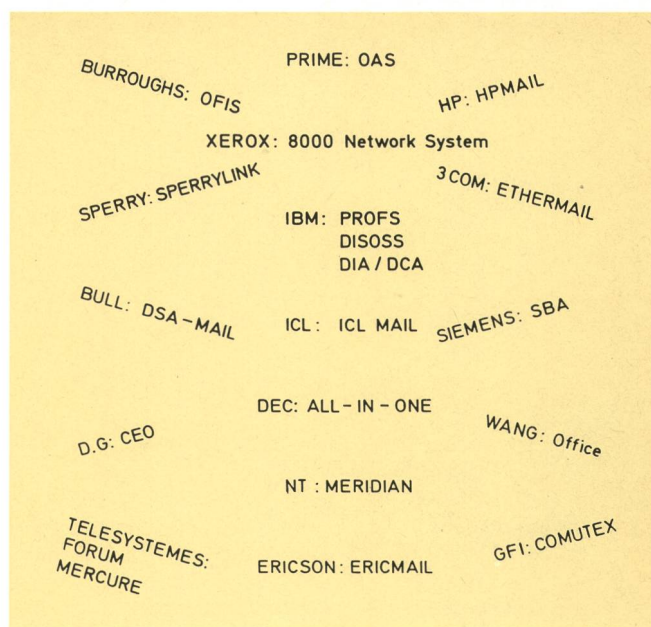 PRIME: OAS
BURROUGHS: OFIS
HP: HPMAIL
XEROX: 8000 Network System
SPERRY: SPERRYLINK
3COM: ETHERMAIL
IBM: PROFS
DISOSS
DIA / DCA
BULL: DSA-MAIL
ICL: ICL MAIL
SIEMENS: SBA
DEC: ALL-IN-ONE
D.G: CEO
WANG: Office
NT : MERIDIAN
TELESYSTEMES:
FORUM
MERCURE
ERICSON: ERICMAIL
GFI: COMUTEX